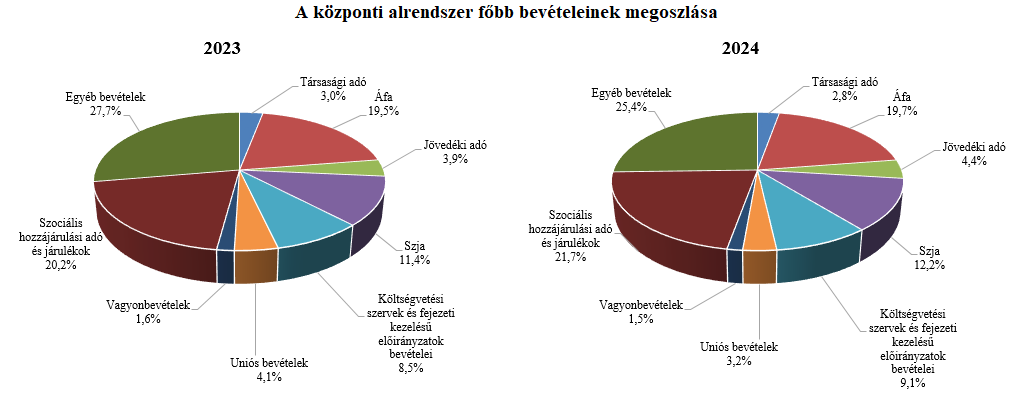 A központi alrendszer főbb bevételeinek megoszlása
2023
Társasági adó
3,0%
Áfa
19,5%
Jövedéki adó
3,9%
Szja
11,4%
Költségvetési
szervek és fejezeti
kezelésű
előirányzatok
bevételei
8,5%
Uniós bevételek
4,1%
Vagyonbevételek
1,6%
Szociális
hozzájárulási adó
és járulékok
20,2%
Egyéb bevételek
27,7%
2024
Társasági adó
2,8%
Áfa
19,7%
Jövedéki adó
4,4%
Szja
12,2%
Költségvetési
szervek és fejezeti
kezelésű
előirányzatok
bevételei
9,1%
Uniós bevételek
3,2%
Vagyonbevételek
1,5%
Szociális
hozzájárulási adó
és járulékok
21,7%
Egyéb bevételek
25,4%